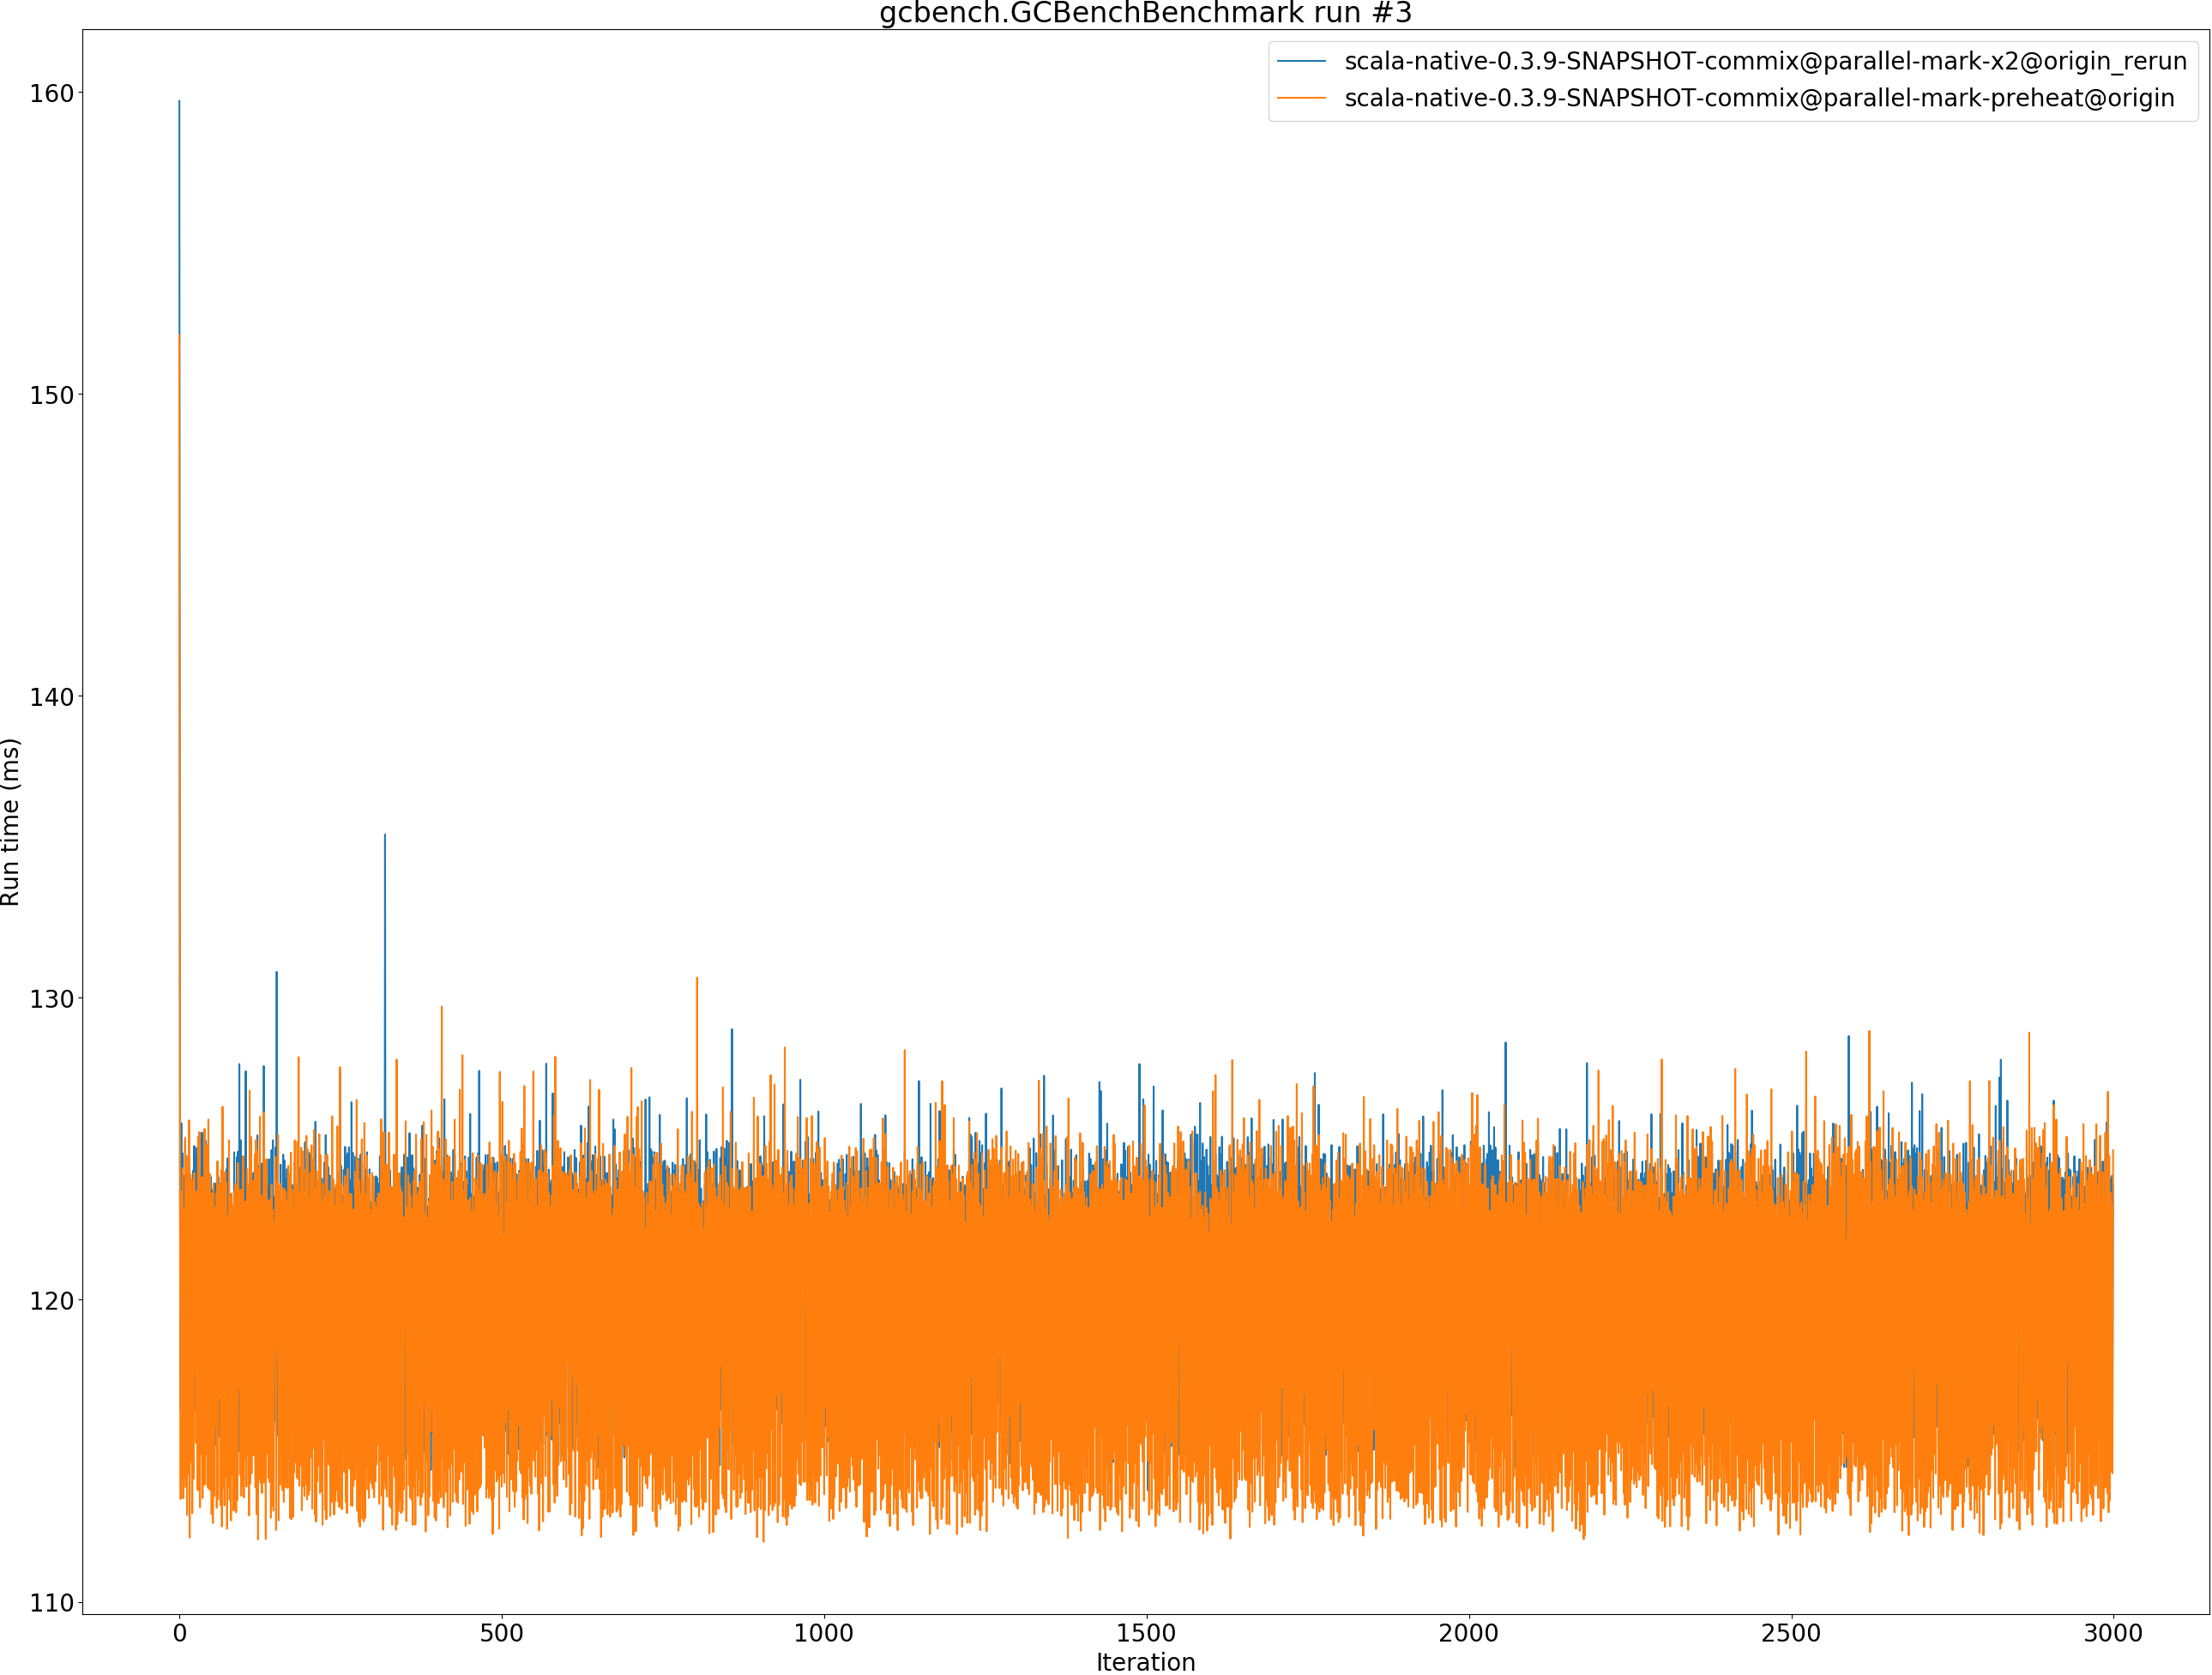 gcbench.GCBenchBenchmark run #3
scala-native-0.3.9-SNAPSHOT-commix@parallel-mark-x2@origin_rerun
scala-native-0.3.9-SNAPSHOT-commix@parallel-mark-preheat@origin
160
150
140
130
120
110
Run time (ms)
0 500 1000 1500 2000 2500 3000
Iteration